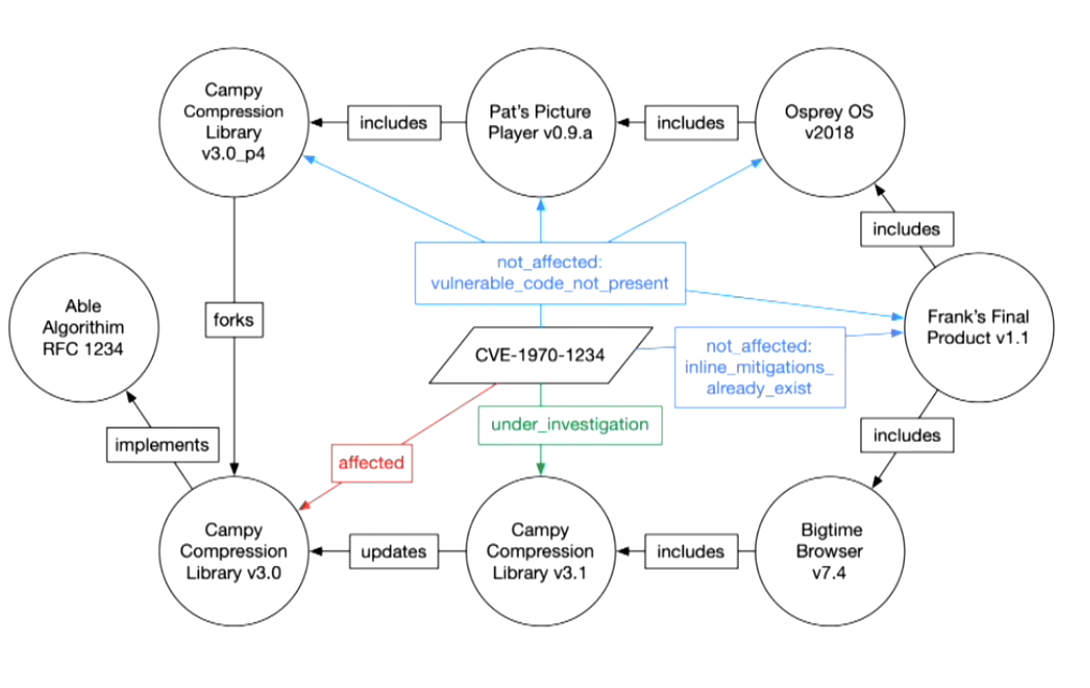 Campy
Compression
Library
v3.0_p4
includes
Pat's Picture
Player v0.9.a
includes
Osprey OS
v2018
includes
not_affected:
vulnerable_code_not_present
Able
Algorithim
RFC 1234
forks
Frank's Final
Product v1.1
CVE-1970-1234
not_affected:
inline_mitigations_
already_exist
under_investigation
includes
implements
affected
Campy
Compression
Library v3.0
updates
Campy
Compression
Library v3.1
includes
Bigtime
Browser
v7.4